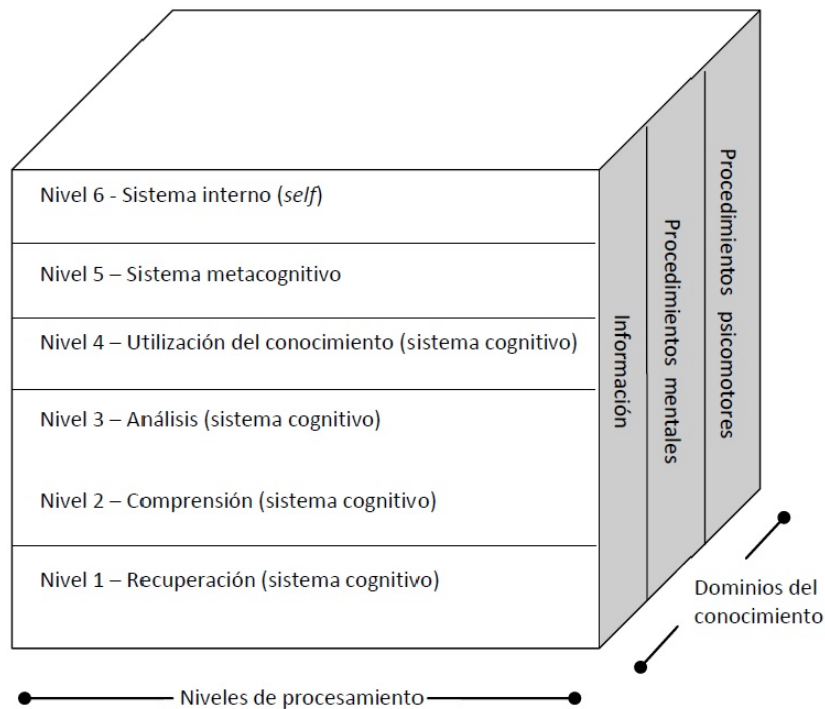 Nivel 6 - Sistema interno (self)
Nivel 5 – Sistema metacognitivo
Nivel 4 – Utilización del conocimiento (sistema cognitivo)
Nivel 3 – Análisis (sistema cognitivo)
Nivel 2 – Comprensión (sistema cognitivo)
Nivel 1 – Recuperación (sistema cognitivo)
Información
Procedimientos mentales
Procedimientos psicomotores
Dominios del
conocimiento
Niveles de procesamiento